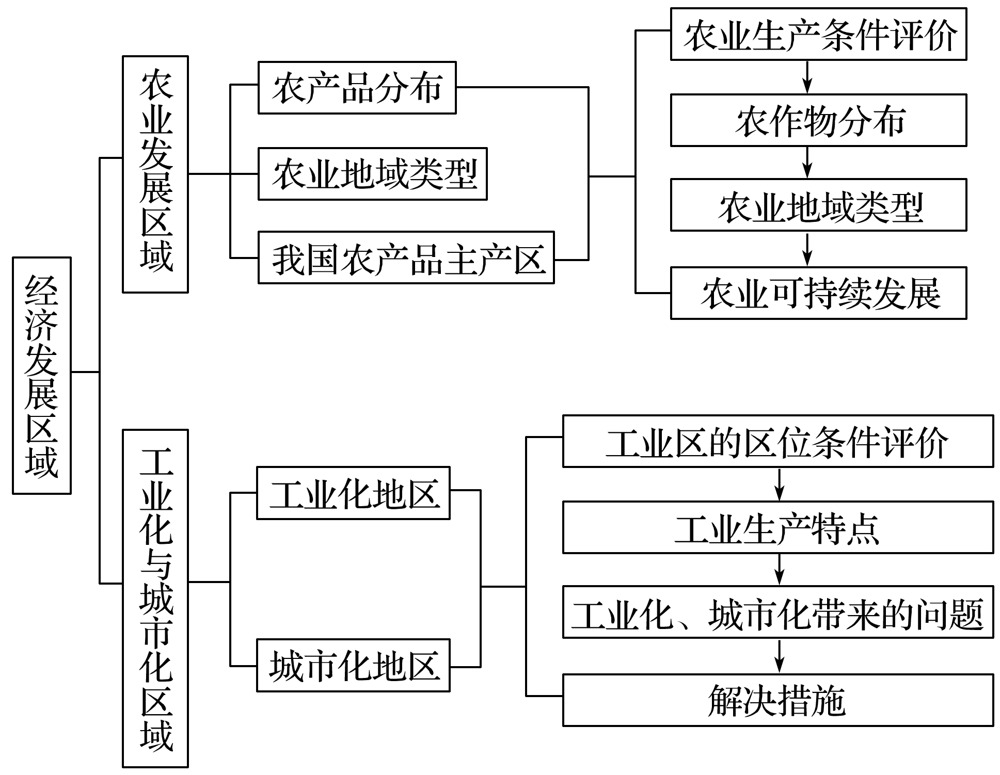 经济发展区域
农业发展区域
农产品分布
农业地域类型
我国农产品主产区
农业生产条件评价
农作物分布
农业地域类型
农业可持续发展
工业化与城市化区域
工业化地区
城市化地区
工业区的区位条件评价
工业生产特点
工业化、城市化带来的问题
解决措施